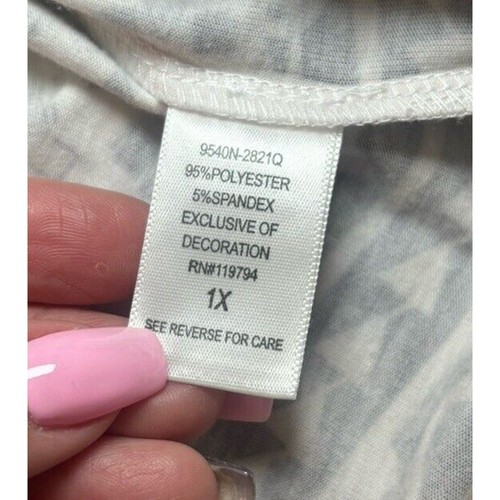 9540N-2821Q
95%POLYESTER
5%SPANDEX
EXCLUSIVE OF
DECORATION
RN#119794
1X
SEE REVERSE FOR CARE